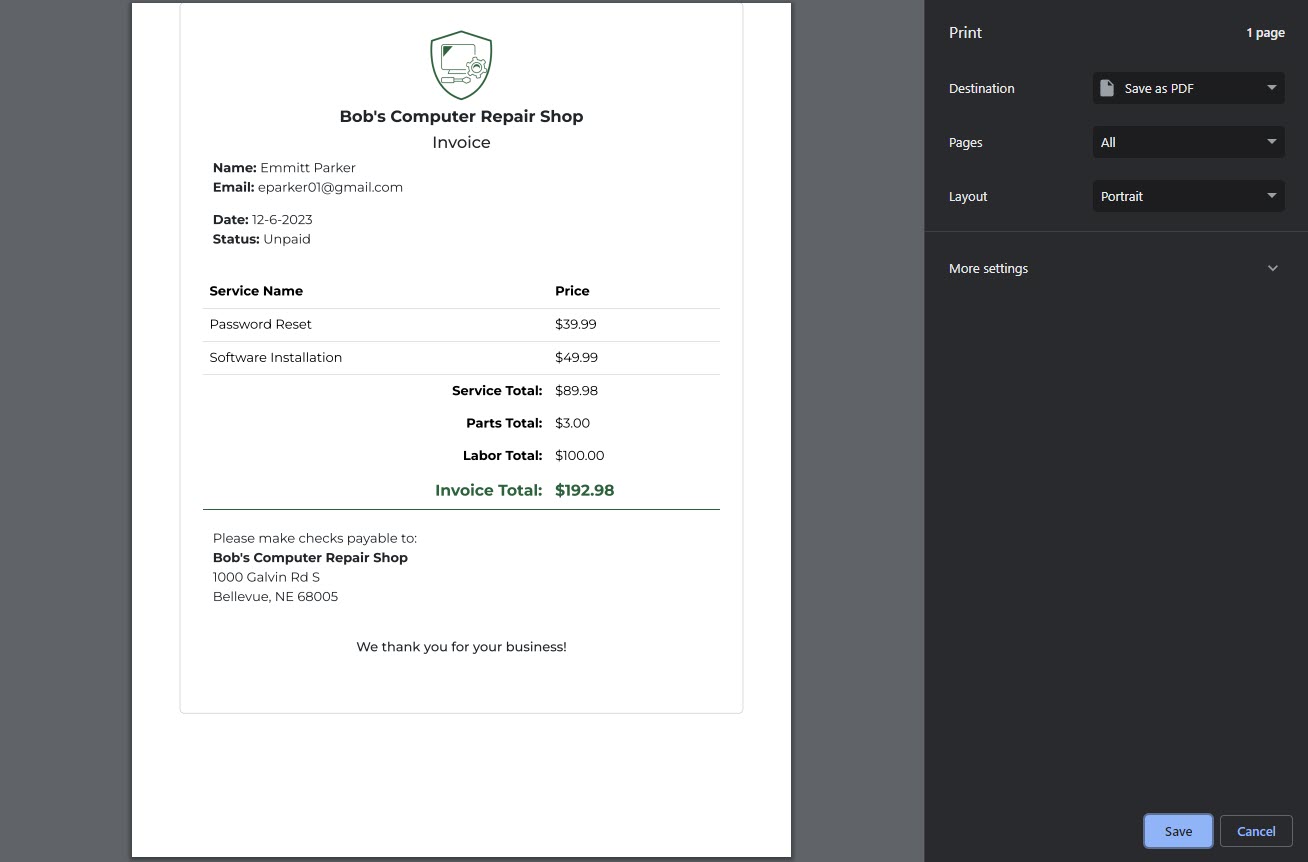 Bob's Computer Repair Shop
Invoice
Name: Emmitt Parker
Email: eparker01@gmail.com
Date: 12-6-2023
Status: Unpaid
Service Name Price
Password Reset $39.99
Software Installation $49.99
Service Total: $89.98
Parts Total: $3.00
Labor Total: $100.00
Invoice Total: $192.98
Please make checks payable to:
Bob's Computer Repair Shop
1000 Galvin Rd S
Bellevue, NE 68005
We thank you for your business!
Print 1 page
Destination Save as PDF
Pages All
Layout Portrait
More settings
Save Cancel